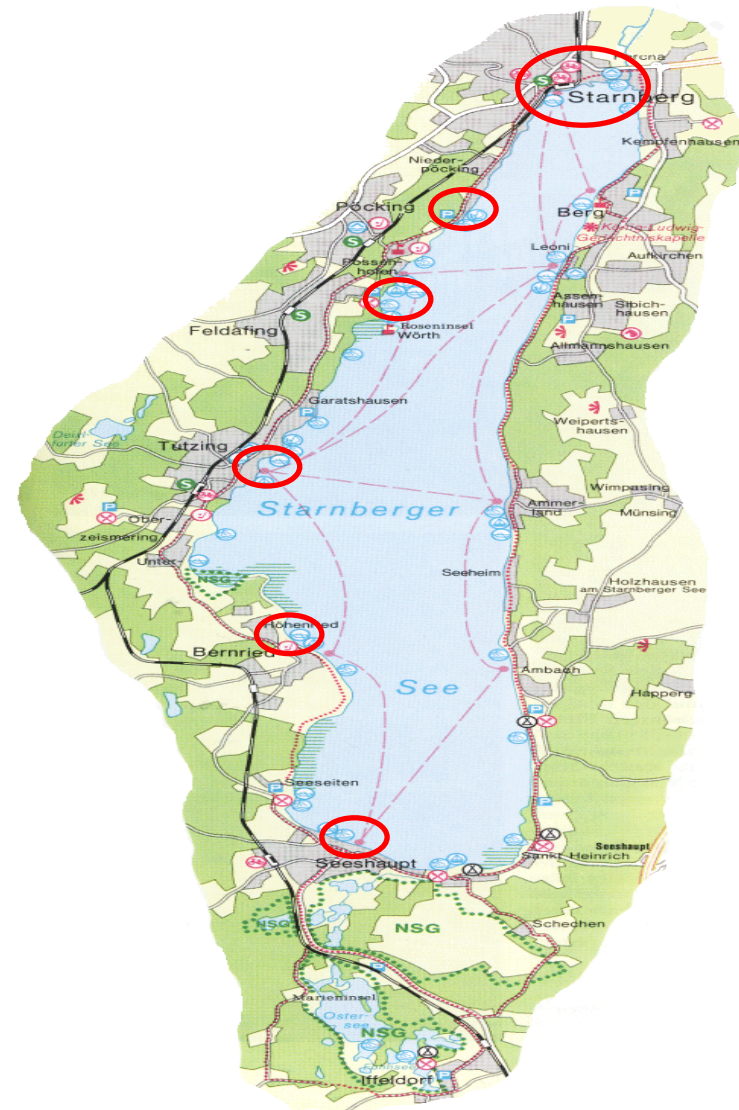 Percha
Starnberg
Kempfenhausen
Nieder-
pöcking
Pöcking
Berg
König-Ludwig-
Gedächtniskapelle
Leoni
Aufkirchen
Possen-
hofen
Assen-
hausen
Sibich-
hausen
Feldafing
Roseninsel
Wörth
Allmannshausen
Garatshausen
Weiperts-
hausen
Deixl-
furter See
Tutzing
Wimpasing
Starnberger
Ammer-
land
Münsing
Ober-
zeismering
Unter-
Seeheim
NSG
Holzhausen
am Starnberger See
Höhenried
Bernried
See
Ambach
Happerg
Seeseiten
Seeshaupt
Seeshaupt
Sankt Heinrich
NSG
NSG
Schechen
Marieninsel
Oster-
see
NSG
Iffeldorf
P
P
P
P
P
P
P
P
P
S
S
S
S